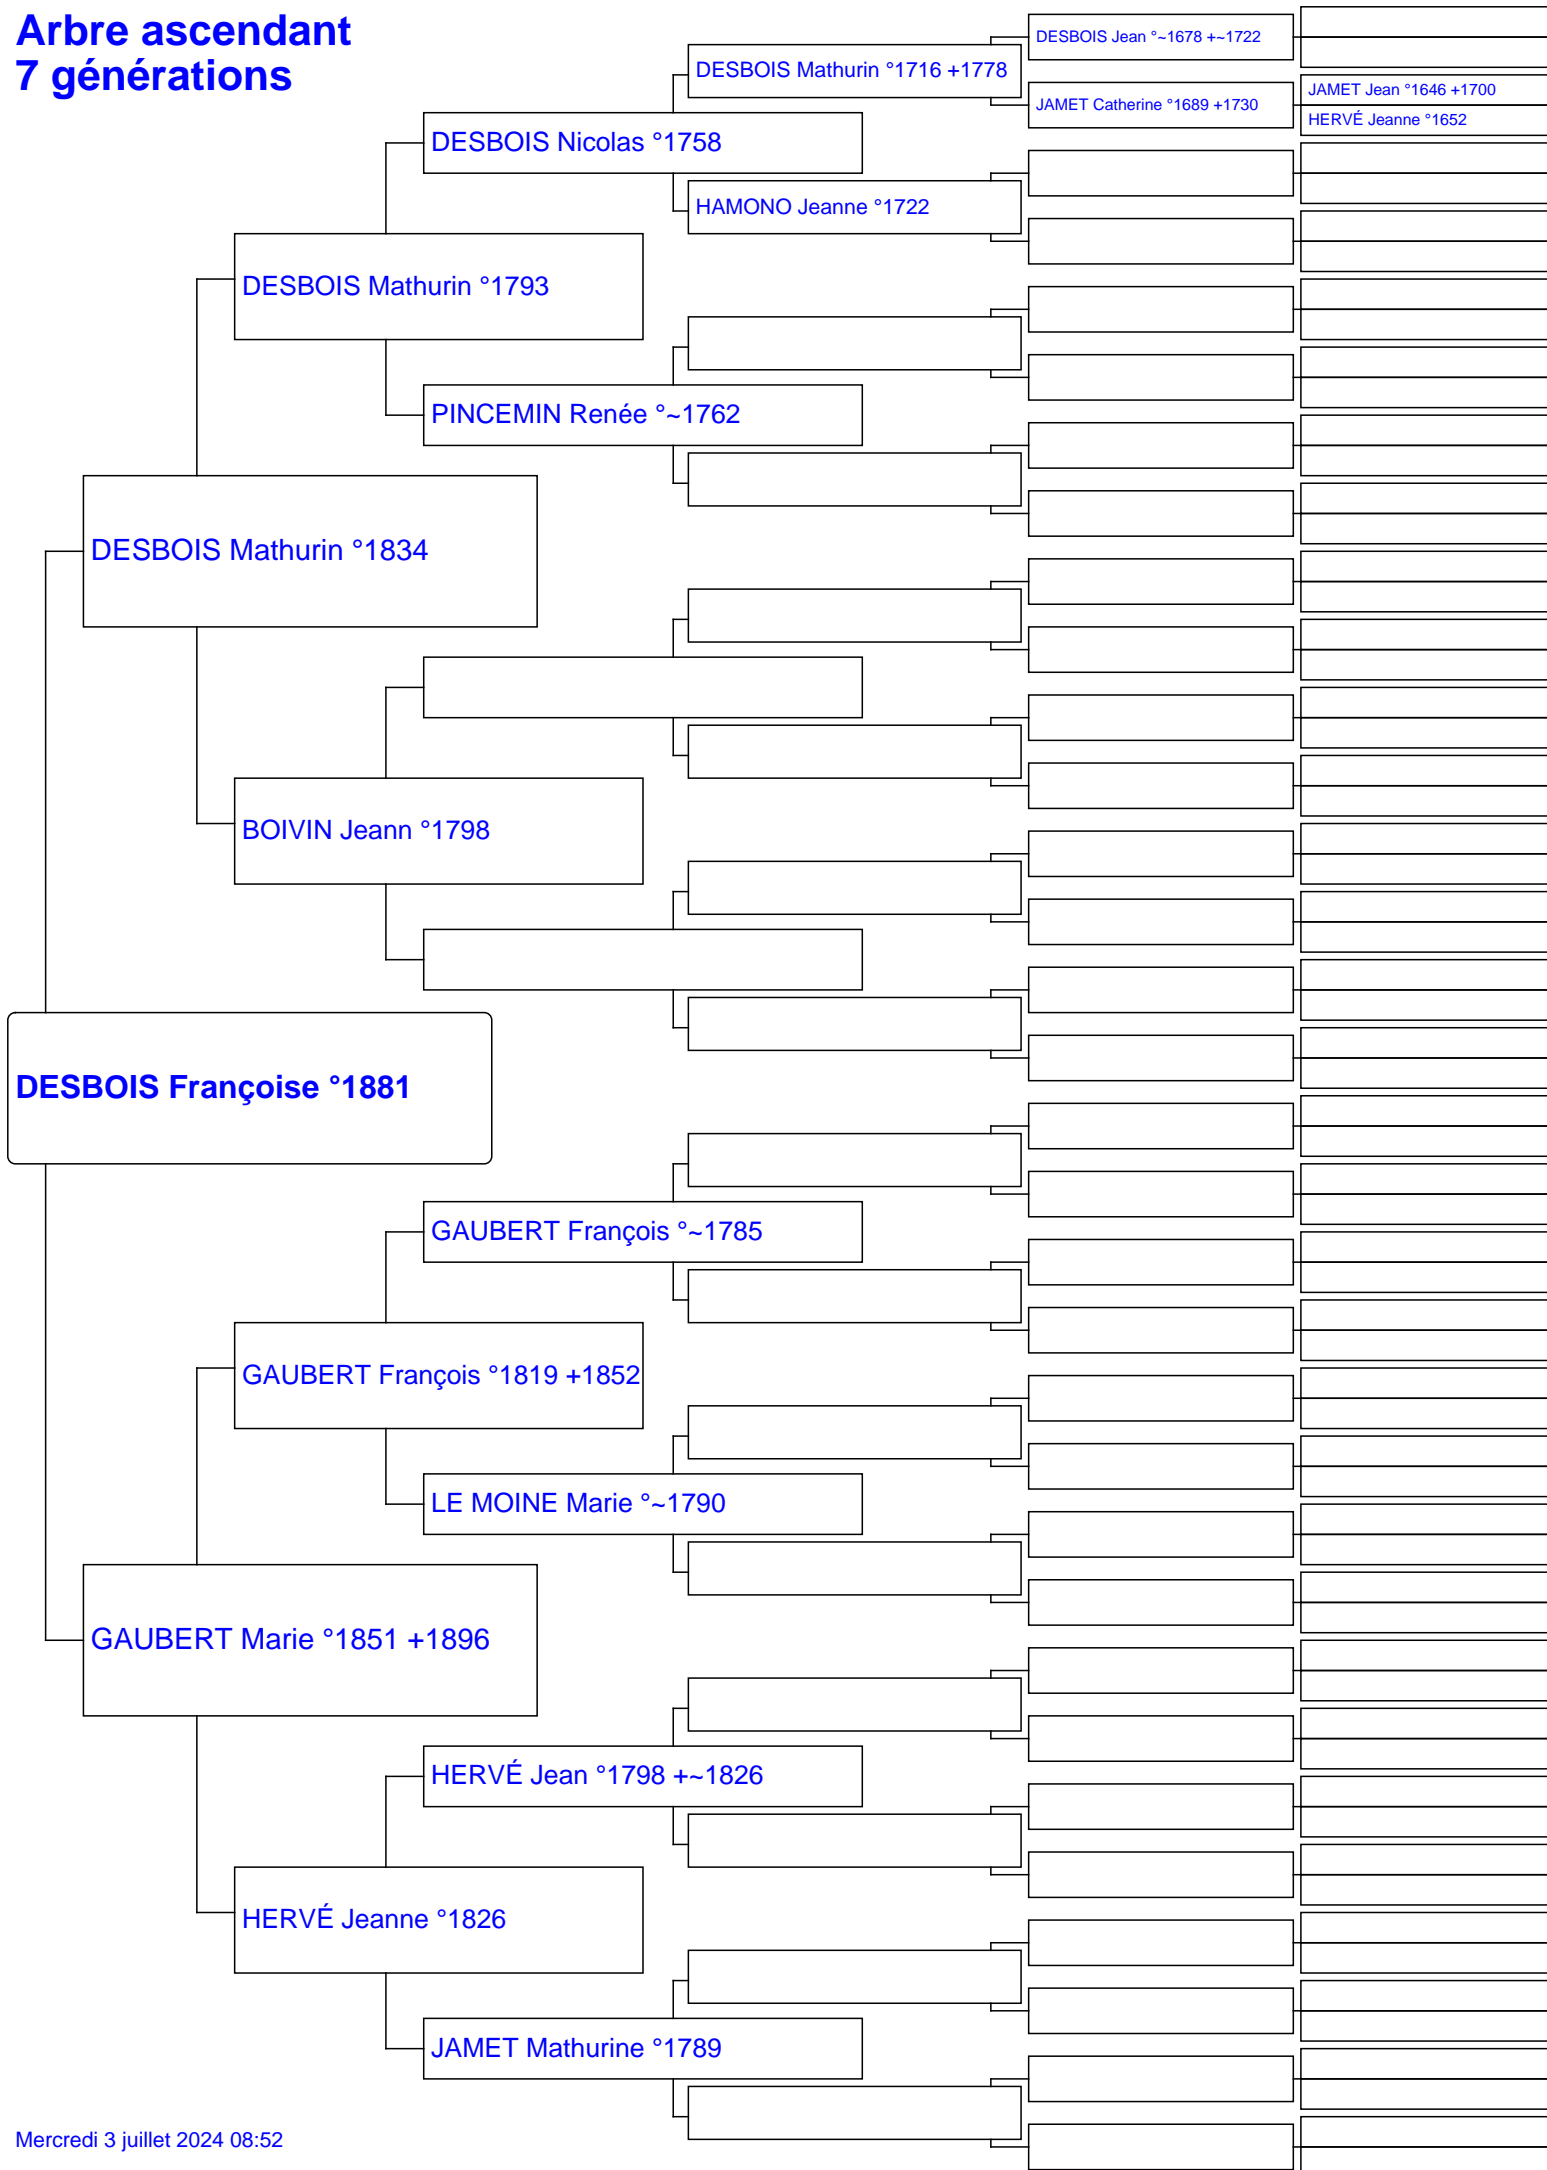 Arbre ascendant
7 générations
DESBOIS Jean °~1678 +~1722
DESBOIS Mathurin °1716 +1778
JAMET Jean °1646 +1700
JAMET Catherine °1689 +1730
HERVÉ Jeanne °1652
DESBOIS Nicolas °1758
HAMONO Jeanne °1722
DESBOIS Mathurin °1793
PINCEMIN Renée °~1762
DESBOIS Mathurin °1834
BOIVIN Jeann °1798
DESBOIS Françoise °1881
GAUBERT François °~1785
GAUBERT François °1819 +1852
LE MOINE Marie °~1790
GAUBERT Marie °1851 +1896
HERVÉ Jean °1798 +~1826
HERVÉ Jeanne °1826
JAMET Mathurine °1789
Mercredi 3 juillet 2024 08:52